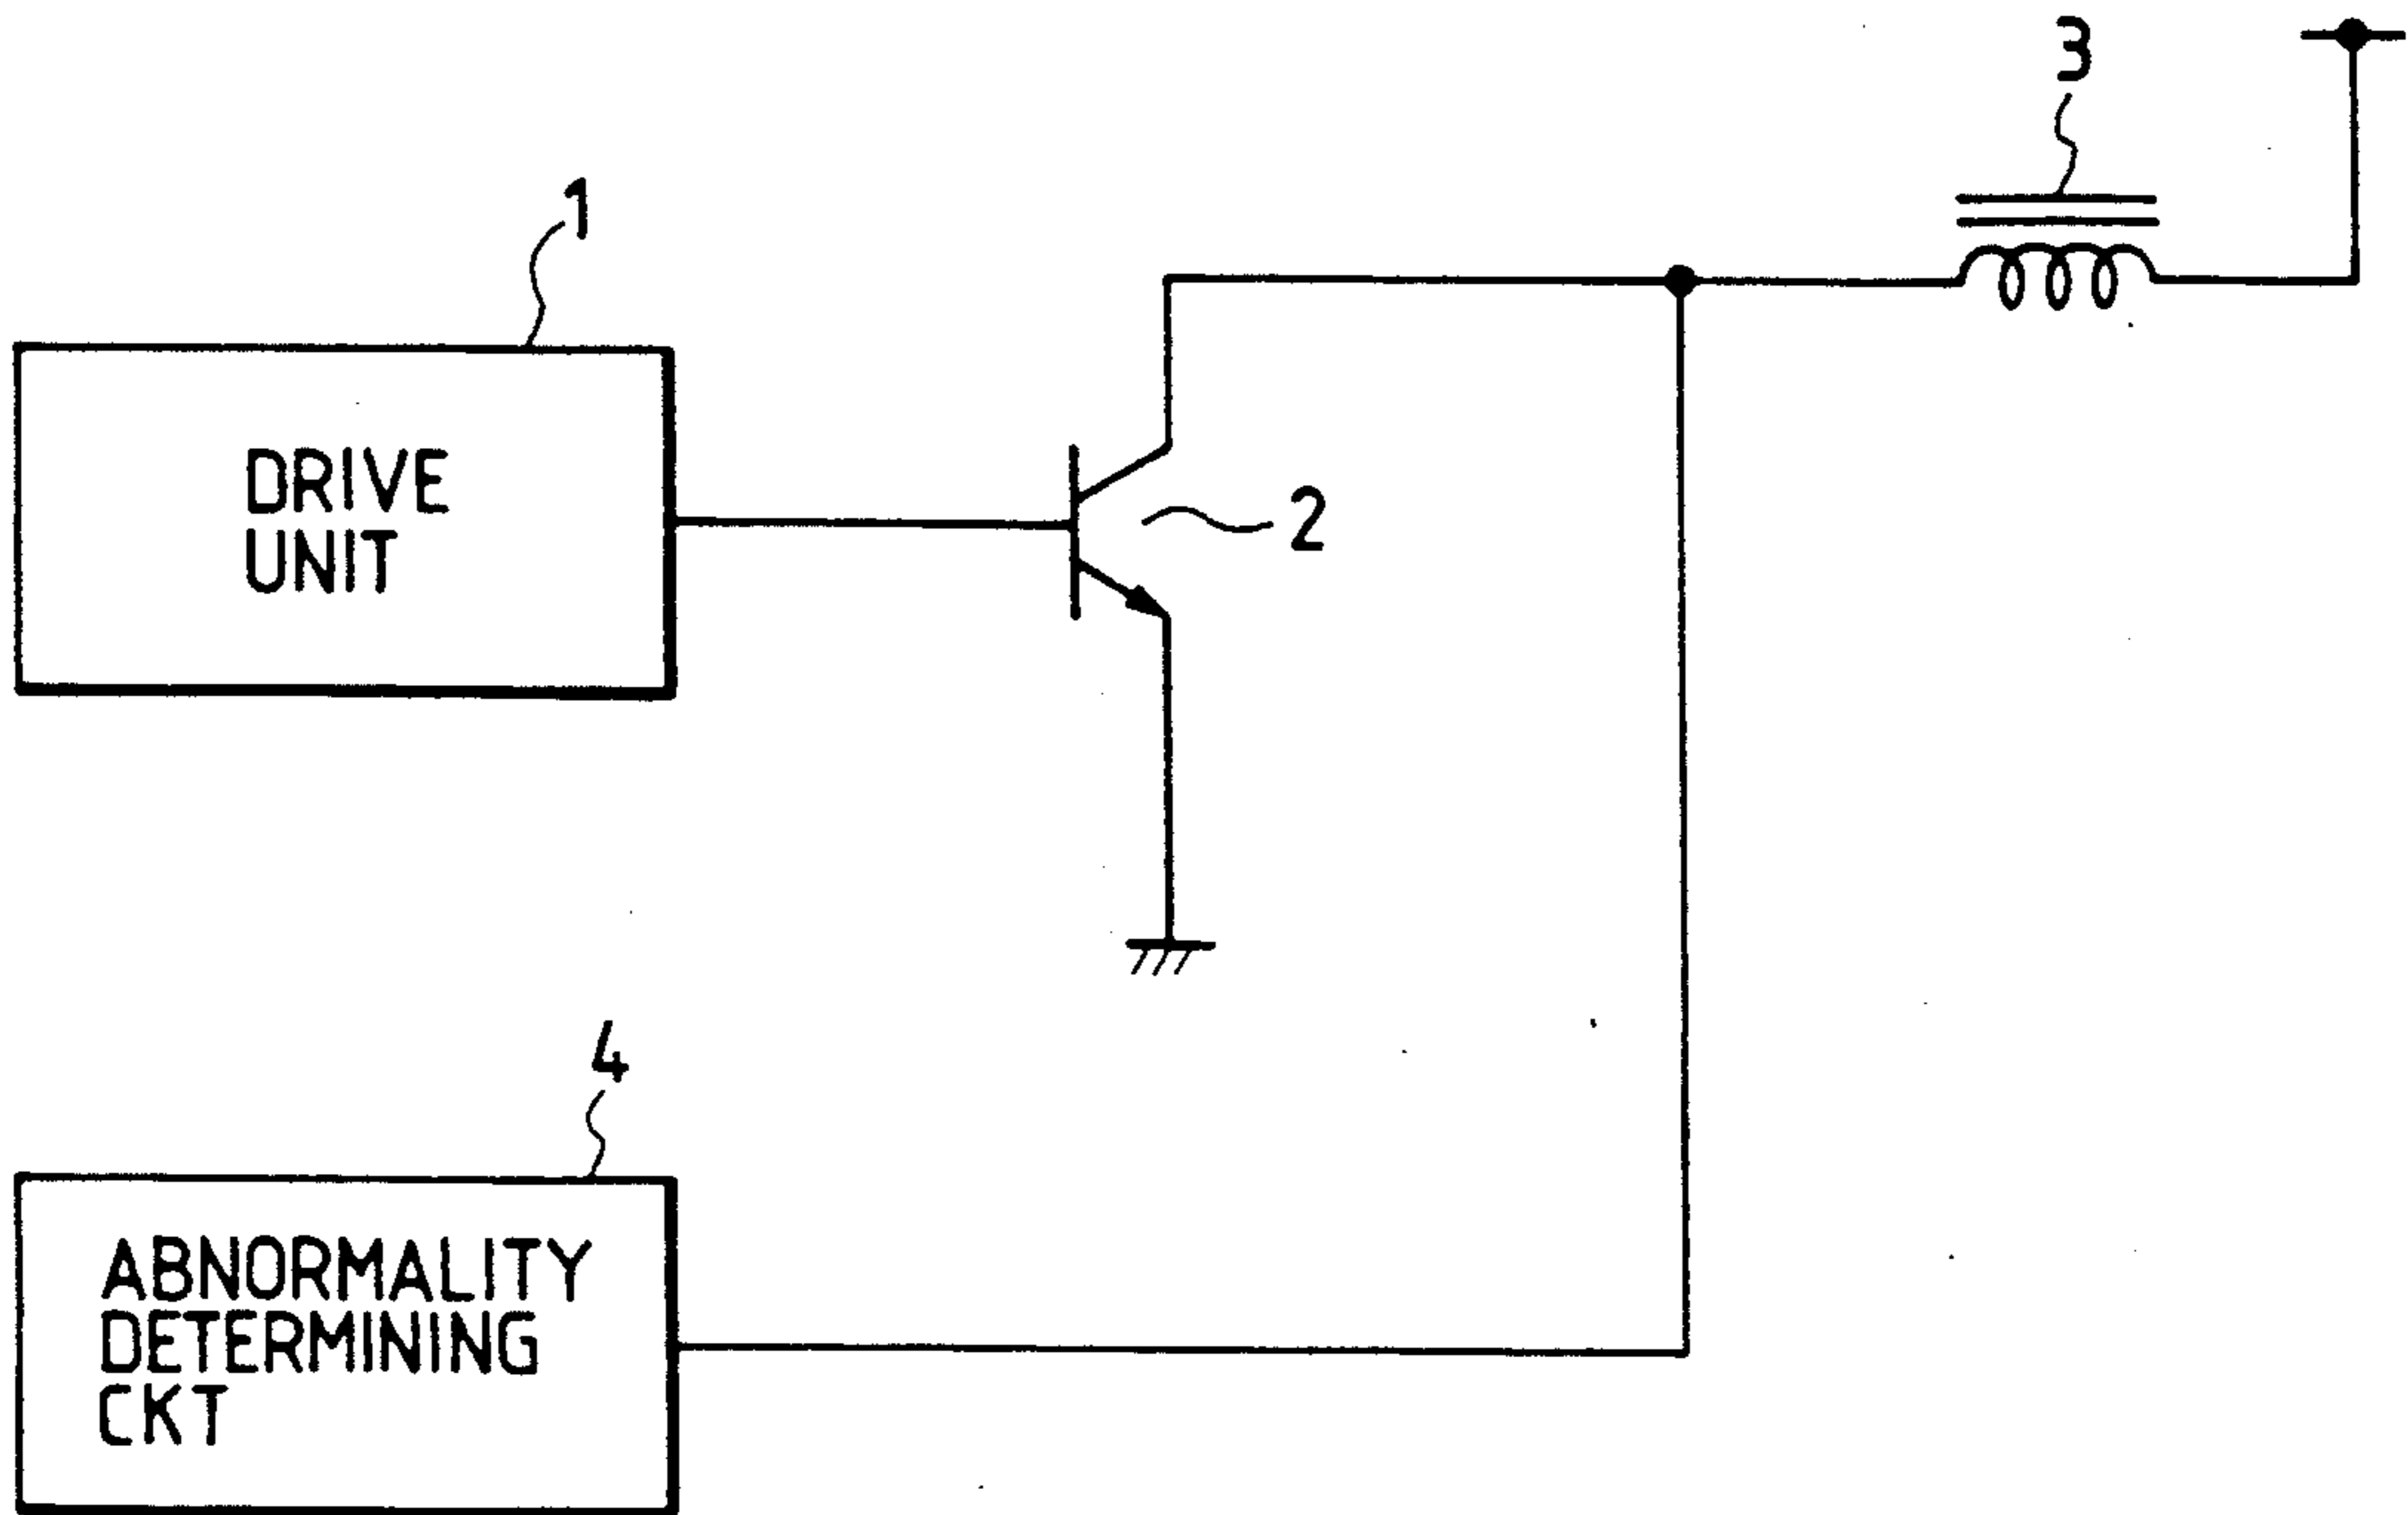 3
1
DRIVE
UNIT
2
4
ABNORMALITY
DETERMINING
CKT